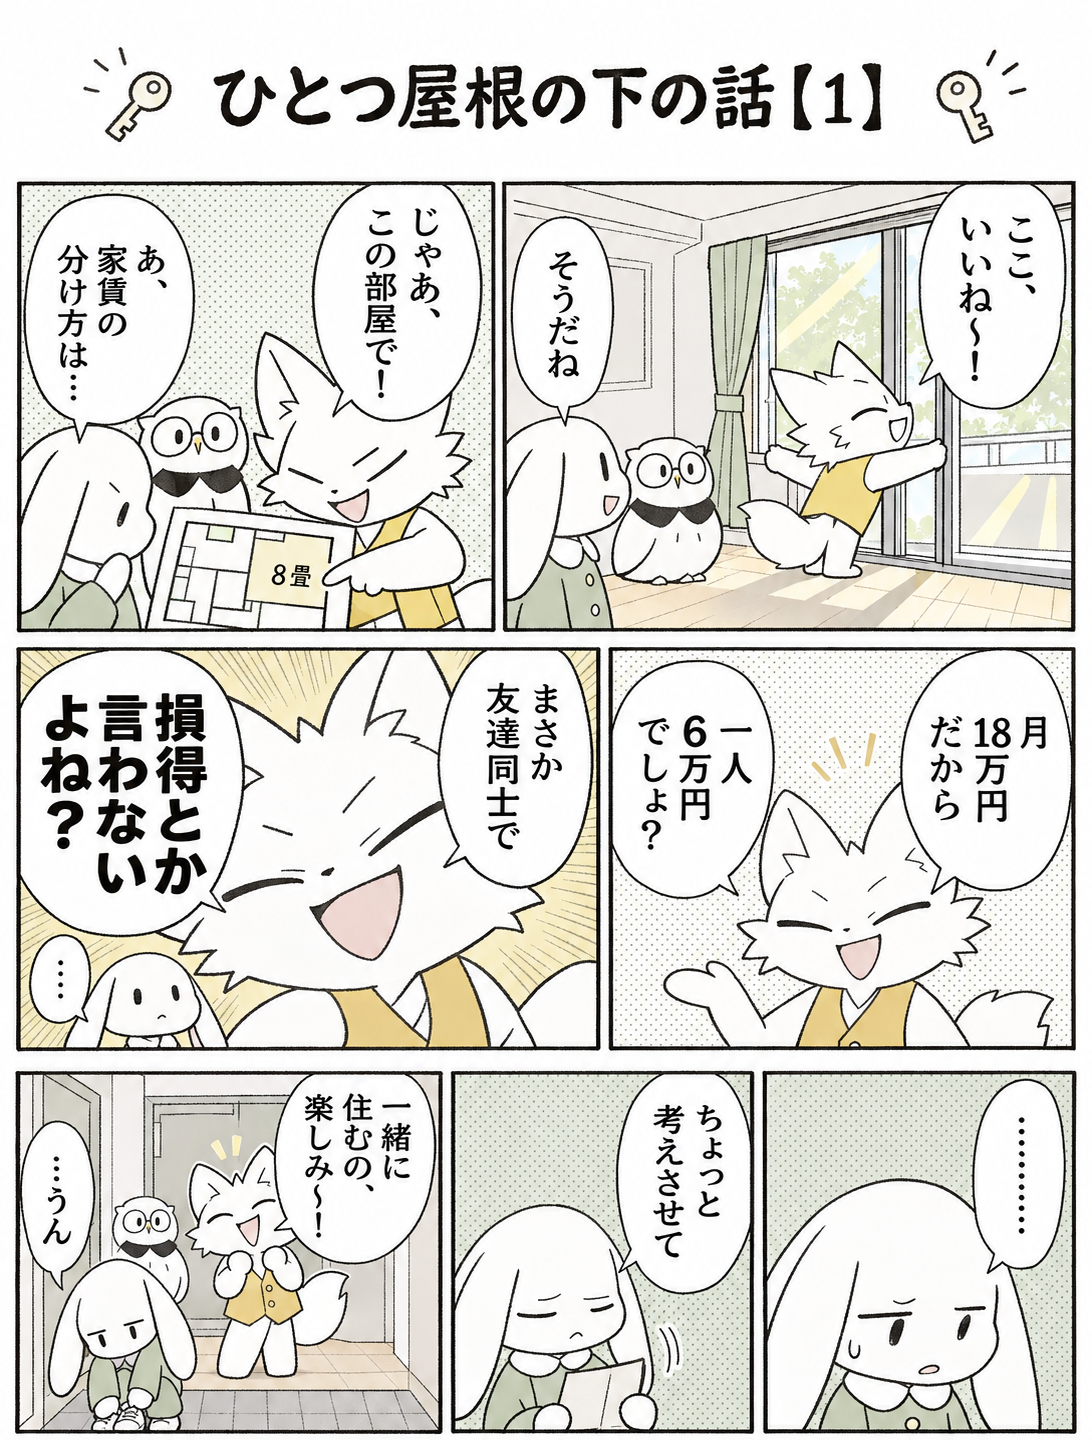 ひとつ屋根の下の話【1】
ここ、
いいね〜!
そうだね
じゃあ、
この部屋で!
あ、
家賃の
分け方は…
8畳
月
18万円
だから
一人
6万円
でしょ?
まさか
友達同士で
損得とか
言わない
よね?
…
…………
ちょっと
考えさせて
一緒に
住むの、
楽しみ〜!
…うん